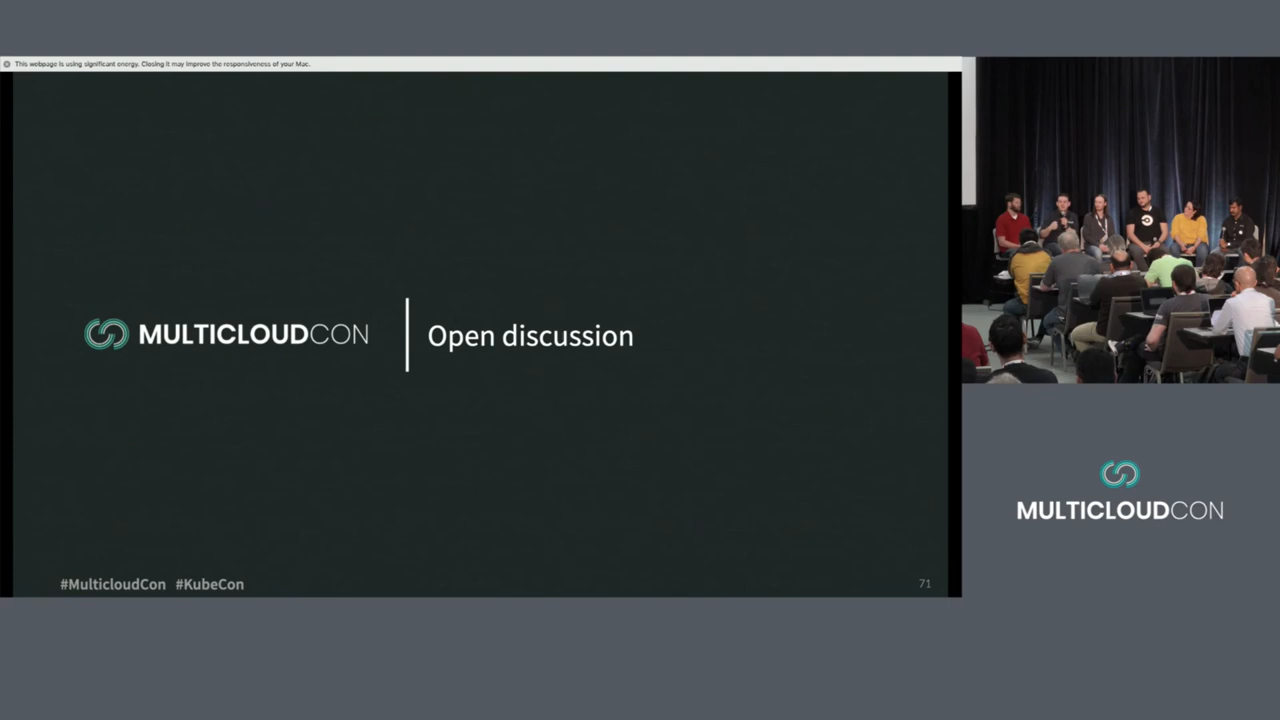 This webpage is using significant energy. Closing it may improve the responsiveness of your Mac.
MULTICLOUDCON
Open discussion
#MulticloudCon #KubeCon
71
MULTICLOUDCON